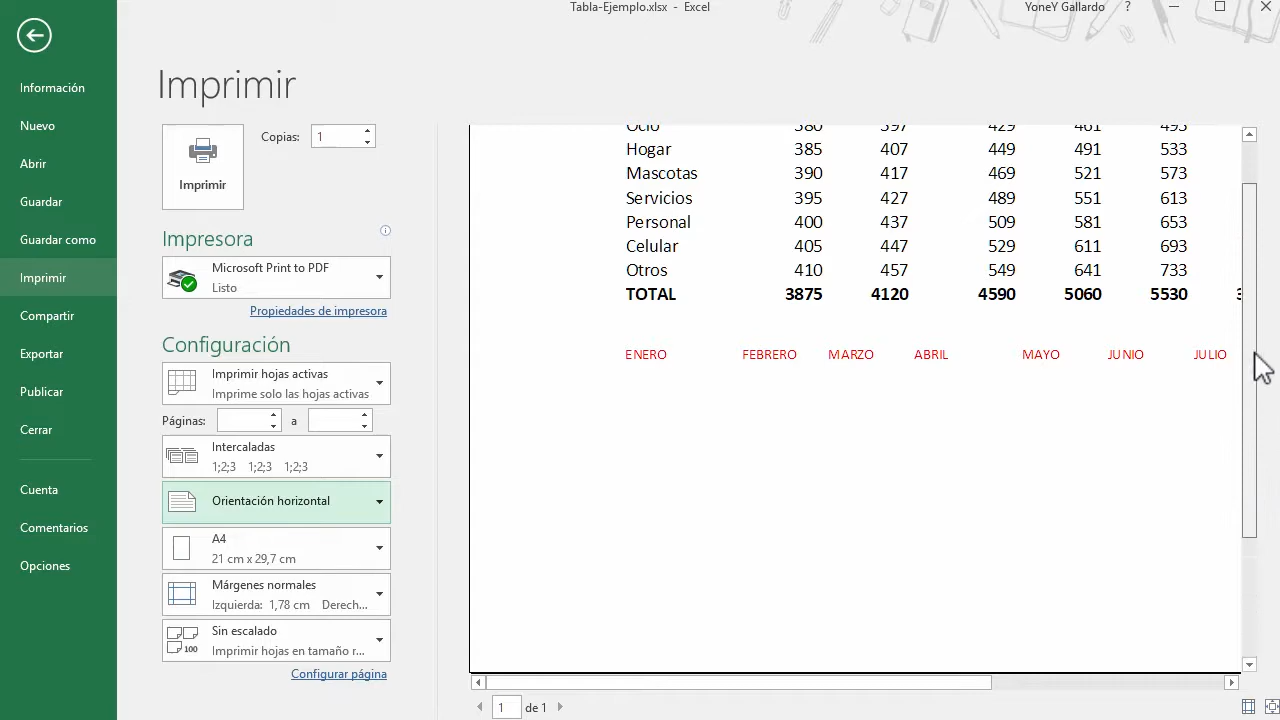 Tabla-Ejemplo.xlsx - Excel
YoneY Gallardo ?
Información
Nuevo
Abrir
Guardar
Guardar como
Imprimir
Compartir
Exportar
Publicar
Cerrar
Cuenta
Comentarios
Opciones
Imprimir
Imprimir
Copias: 1
Impresora
Microsoft Print to PDF
Listo
Propiedades de impresora
Configuración
Imprimir hojas activas
Imprime solo las hojas activas
Páginas: a
Intercaladas
1;2;3 1;2;3 1;2;3
Orientación horizontal
A4
21 cm x 29,7 cm
Márgenes normales
Izquierda: 1,78 cm Derech...
Sin escalado
100
Imprimir hojas en tamaño r...
Configurar página
Ocio 380 397 429 461 493
Hogar 385 407 449 491 533
Mascotas 390 417 469 521 573
Servicios 395 427 489 551 613
Personal 400 437 509 581 653
Celular 405 447 529 611 693
Otros 410 457 549 641 733
TOTAL 3875 4120 4590 5060 5530
ENERO FEBRERO MARZO ABRIL MAYO JUNIO JULIO
1 de 1